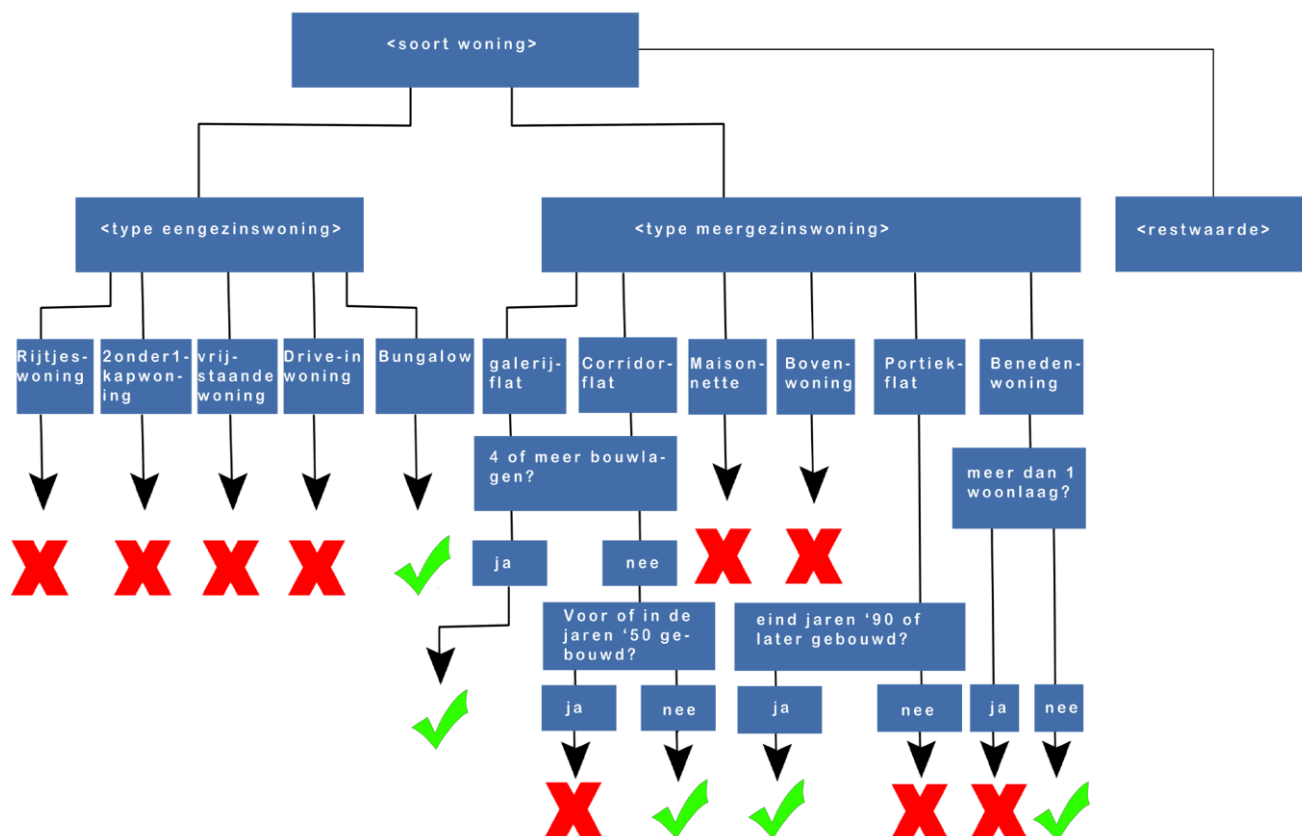 <soort woning>
<type eengezinswoning>
<type meergezinswoning>
<restwaarde>
Rijtjes-
woning
2onder1-
kapwon-
ing
vrij-
staande
woning
Drive-in
woning
Bungalow
galerij-
flat
Corridor-
flat
Maison-
nette
Boven-
woning
Portiek-
flat
Beneden-
woning
4 of meer bouwla-
gen?
meer dan 1
woonlaag?
ja
nee
Voor of in de
jaren ‘50 ge-
bouwd?
eind jaren ‘90 of
later gebouwd?
ja
nee
ja
nee
ja
nee